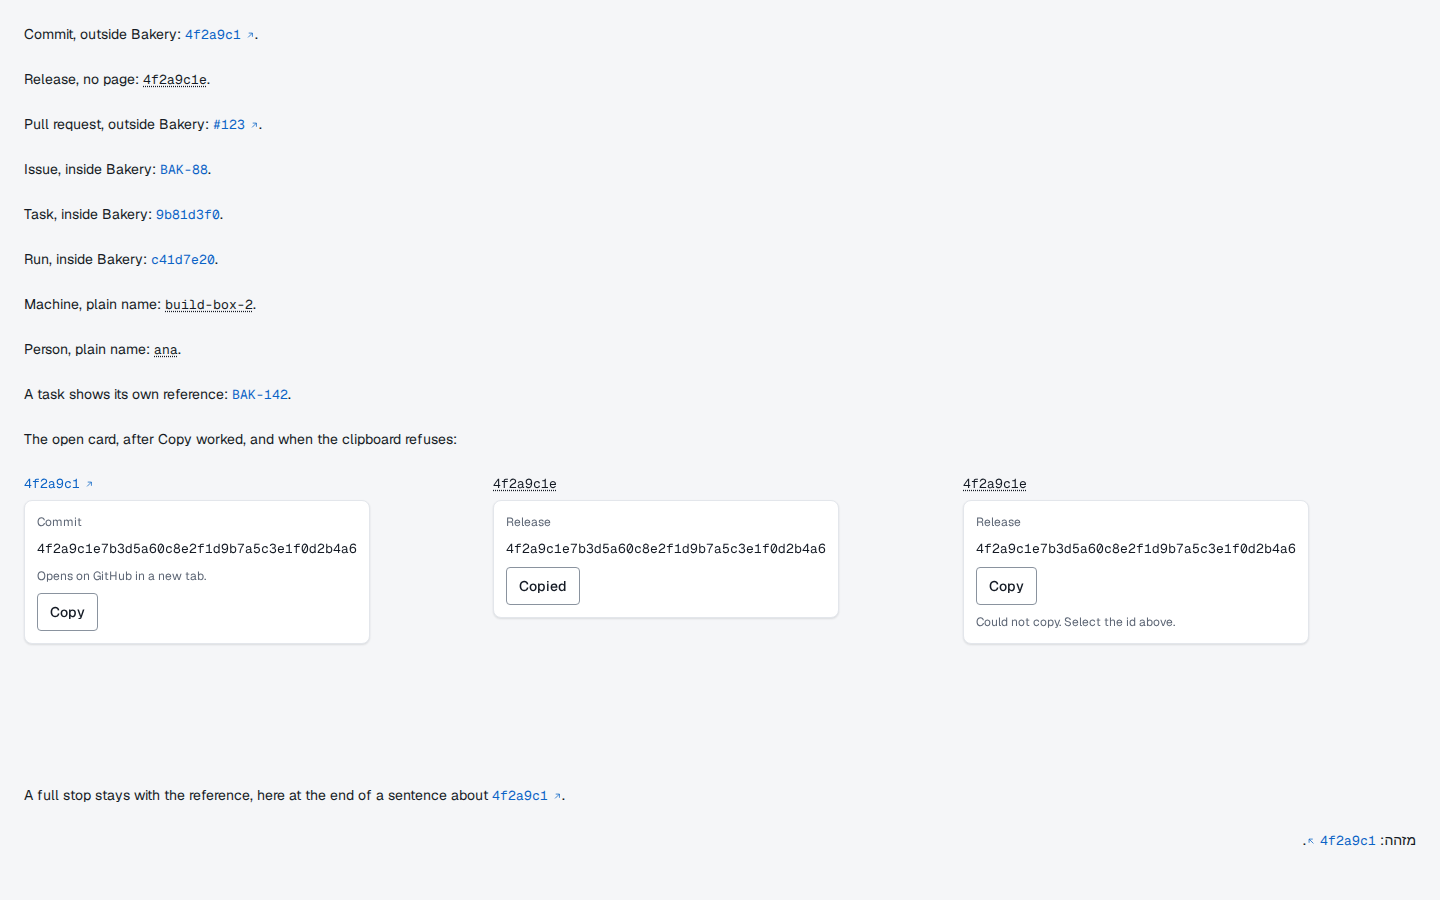 Commit, outside Bakery: 4f2a9c1 ↗.
Release, no page: 4f2a9c1e.
Pull request, outside Bakery: #123 ↗.
Issue, inside Bakery: BAK-88.
Task, inside Bakery: 9b81d3f0.
Run, inside Bakery: c41d7e20.
Machine, plain name: build-box-2.
Person, plain name: ana.
A task shows its own reference: BAK-142.
The open card, after Copy worked, and when the clipboard refuses:
4f2a9c1 ↗
Commit
4f2a9c1e7b3d5a60c8e2f1d9b7a5c3e1f0d2b4a6
Opens on GitHub in a new tab.
Copy
4f2a9c1e
Release
4f2a9c1e7b3d5a60c8e2f1d9b7a5c3e1f0d2b4a6
Copied
4f2a9c1e
Release
4f2a9c1e7b3d5a60c8e2f1d9b7a5c3e1f0d2b4a6
Copy
Could not copy. Select the id above.
A full stop stays with the reference, here at the end of a sentence about 4f2a9c1 ↗.
מזהה: 4f2a9c1 ↖.